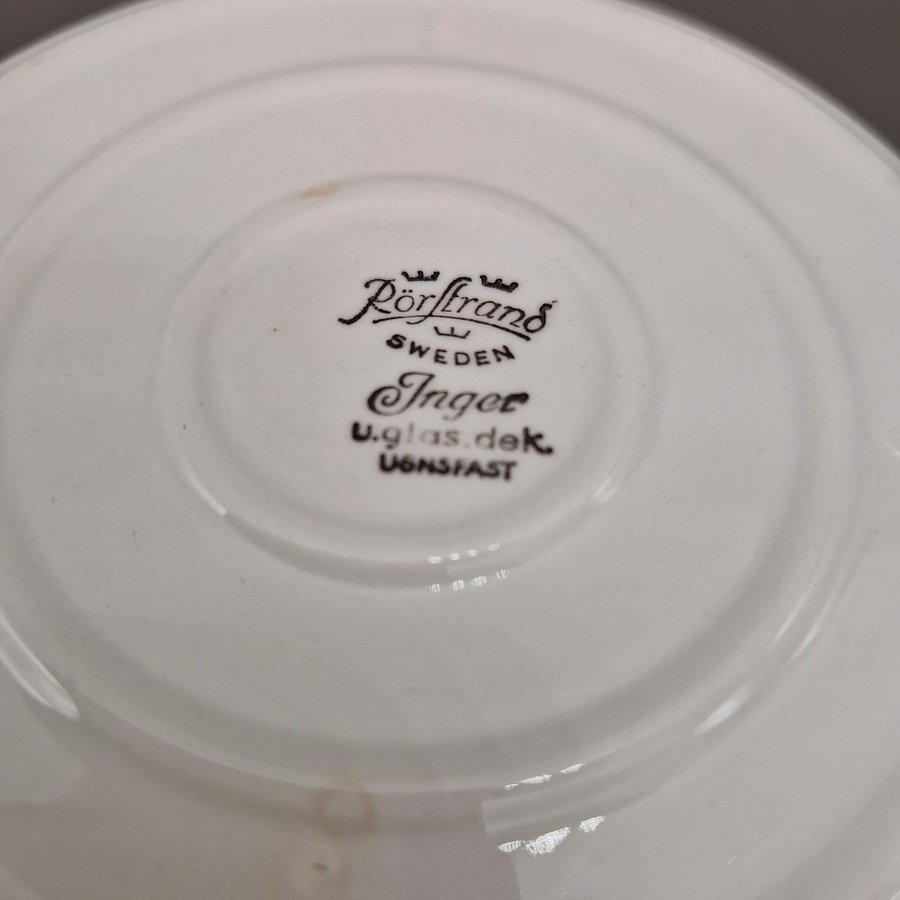 Rörstrand
SWEDEN
Inger
U.glas.dek.
UGNSFAST